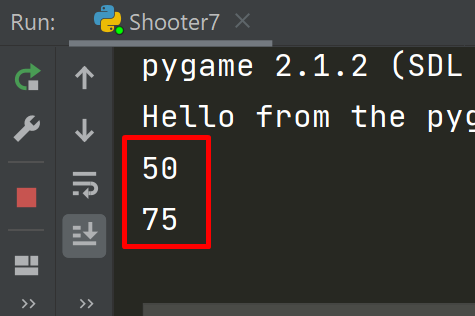 Run: Shooter7
pygame 2.1.2 (SDL
Hello from the pyg
50
75